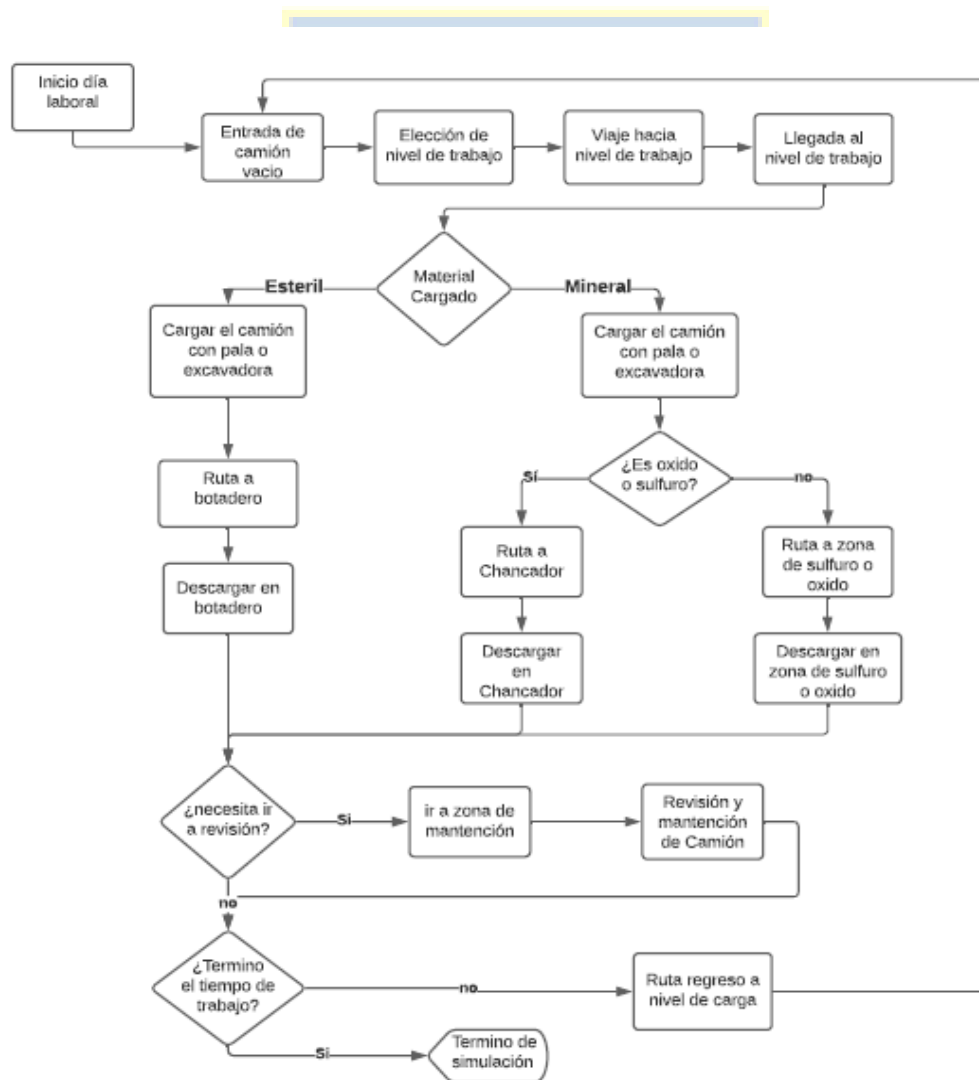 Inicio día
laboral
Entrada de
camión
vacio
Elección de
nivel de trabajo
Viaje hacia
nivel de trabajo
Llegada al
nivel de trabajo
Material
Cargado
Esteril
Mineral
Cargar el camión
con pala o
excavadora
Cargar el camión
con pala o
excavadora
¿Es oxido
o sulfuro?
Sí
no
Ruta a
botadero
Ruta a
Chancador
Ruta a zona
de sulfuro o
oxido
Descargar en
botadero
Descargar
en
Chancador
Descargar en
zona de sulfuro
o oxido
¿necesita ir
a revisión?
Si
ir a zona de
mantención
Revisión y
mantención
de Camión
no
¿Termino
el tiempo de
trabajo?
no
Ruta regreso a
nivel de carga
Si
Termino de
simulación